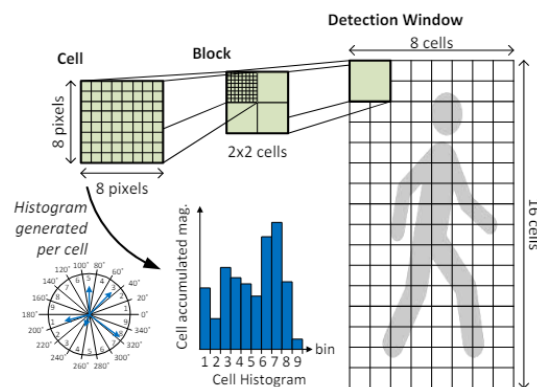 Detection Window
8 cells
Cell
Block
8 pixels
8 pixels
2x2 cells
16 cells
Histogram
generated
per cell
100° 80°
120° 60°
140° 40°
160° 20°
180° 0°
200° 340°
220° 320°
240° 300°
260° 280°
Cell accumulated mag.
bin
1 2 3 4 5 6 7 8 9
Cell Histogram